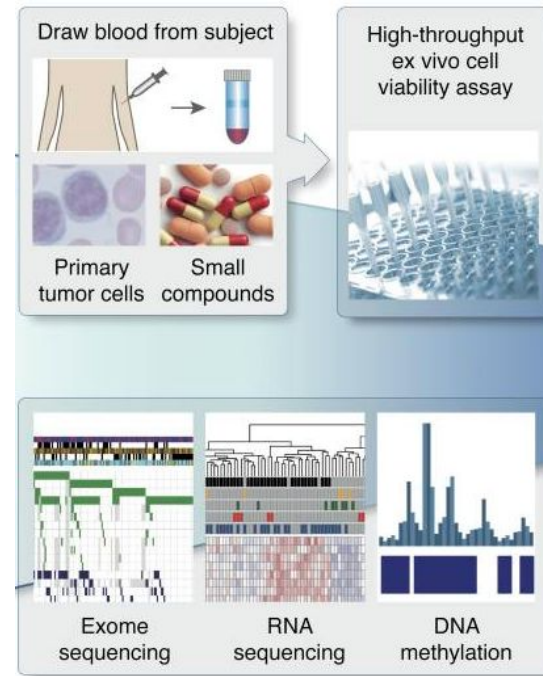 Draw blood from subject
Primary
tumor cells
Small
compounds
High-throughput
ex vivo cell
viability assay
Exome
sequencing
RNA
sequencing
DNA
methylation